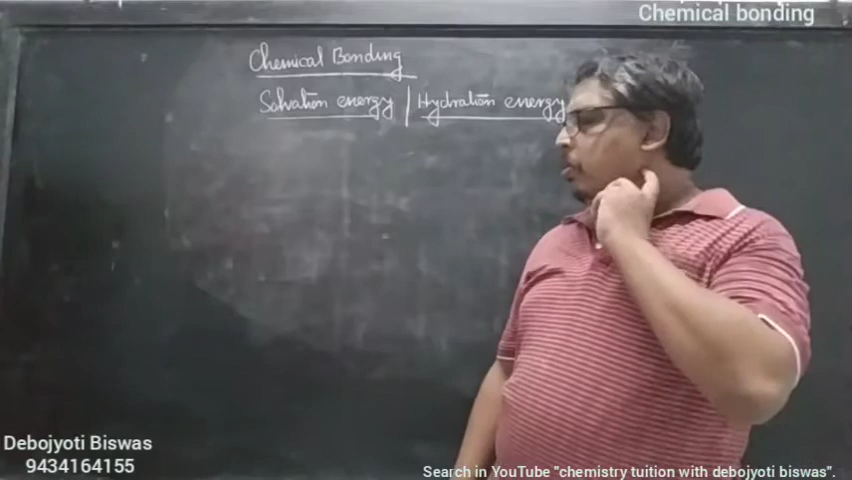 Chemical bonding
Chemical Bonding
Solvation energy | Hydration energy
Debojyoti Biswas
9434164155
Search in YouTube "chemistry tuition with debojyoti biswas".